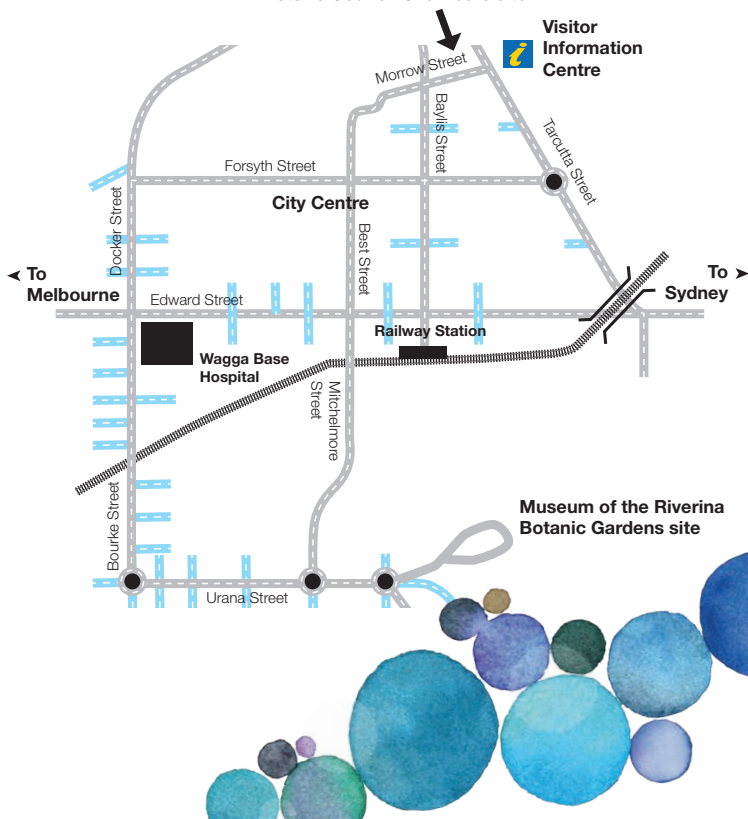 Visitor
Information
Centre
i
Morrow Street
Baylis Street
Tarcutta Street
Forsyth Street
City Centre
Docker Street
Best Street
To
Melbourne
To
Sydney
Edward Street
Railway Station
Wagga Base
Hospital
Mitchelmore
Street
Museum of the Riverina
Botanic Gardens site
Bourke Street
Urana Street